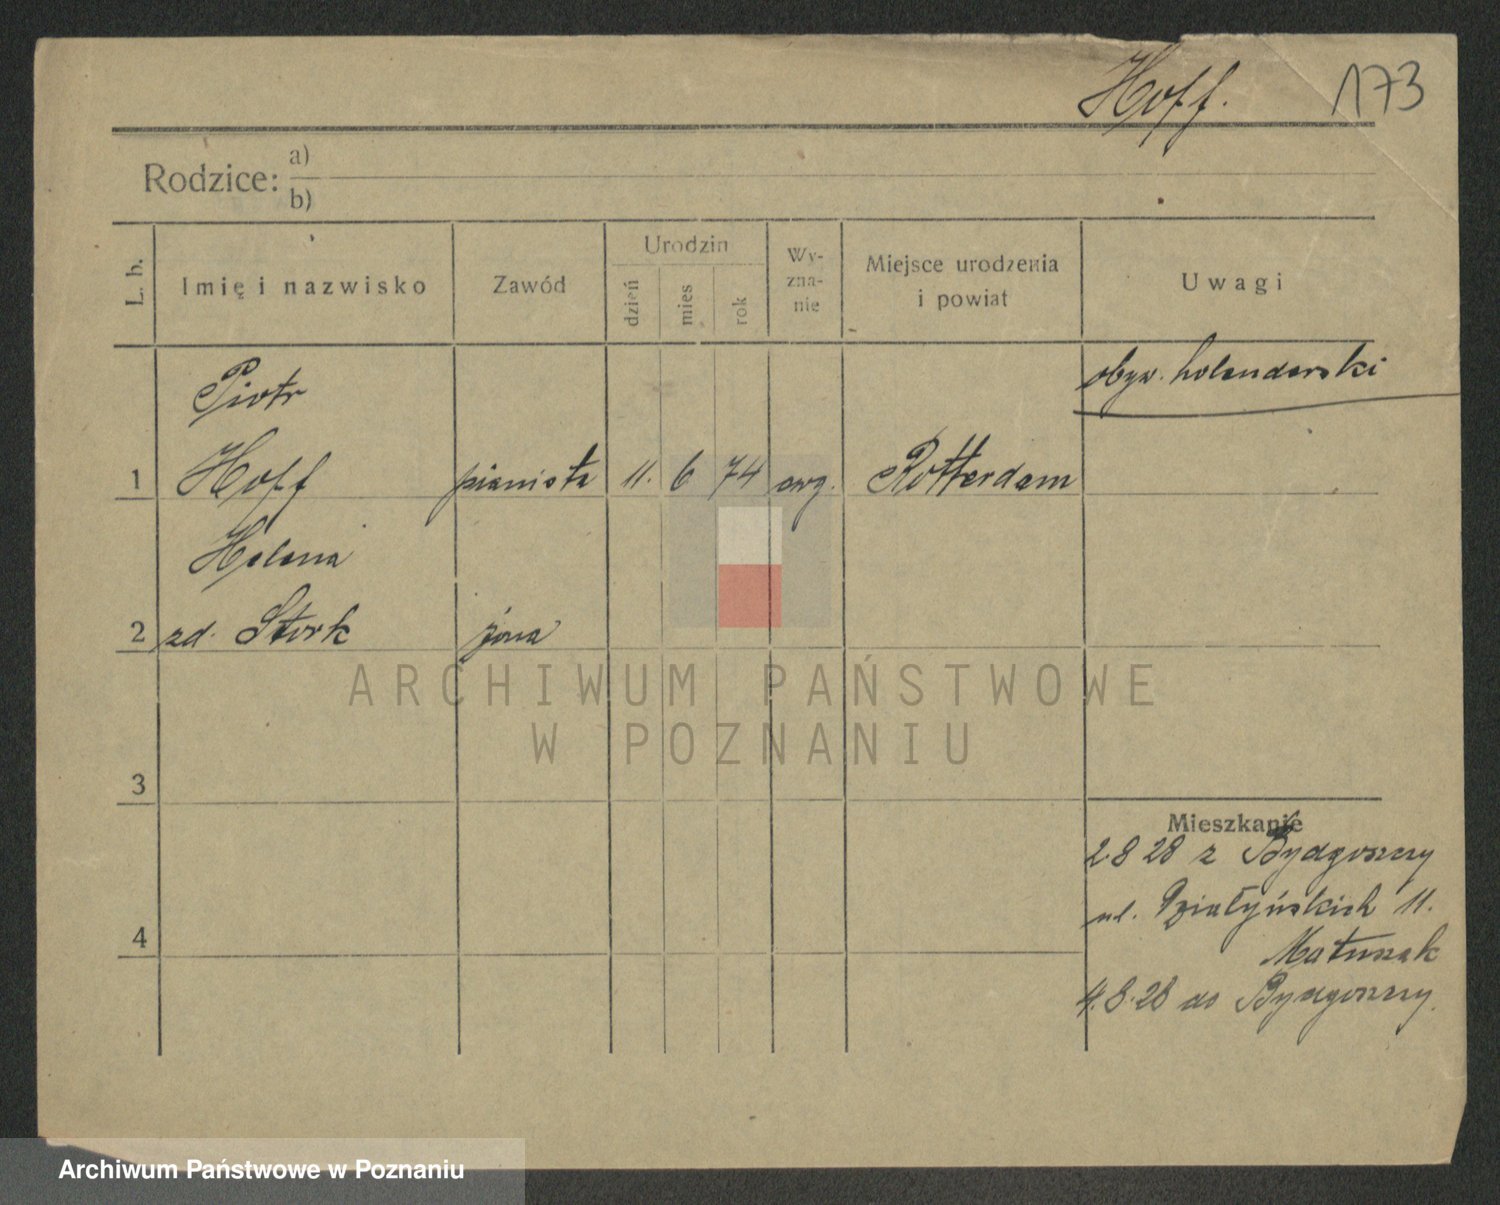 Hoff. 173
Rodzice: a)
b)
L. b. Imię i nazwisko Zawód Urodzin dzień mies rok Wy-zna-nie Miejsce urodzenia i powiat Uwagi
obyw. holenderski
Piotr
1 Hoff pianista 11. 6 74 ewg. Rotterdam
Helena
2 zd. Stork żona
3
4
Mieszkanie
2 8 28 z Bydgoszczy
ul. Działyńskich 11.
Matuszak
4.8.28 do Bydgoszczy.
ARCHIWUM PAŃSTWOWE
W POZNANIU
Archiwum Państwowe w Poznaniu